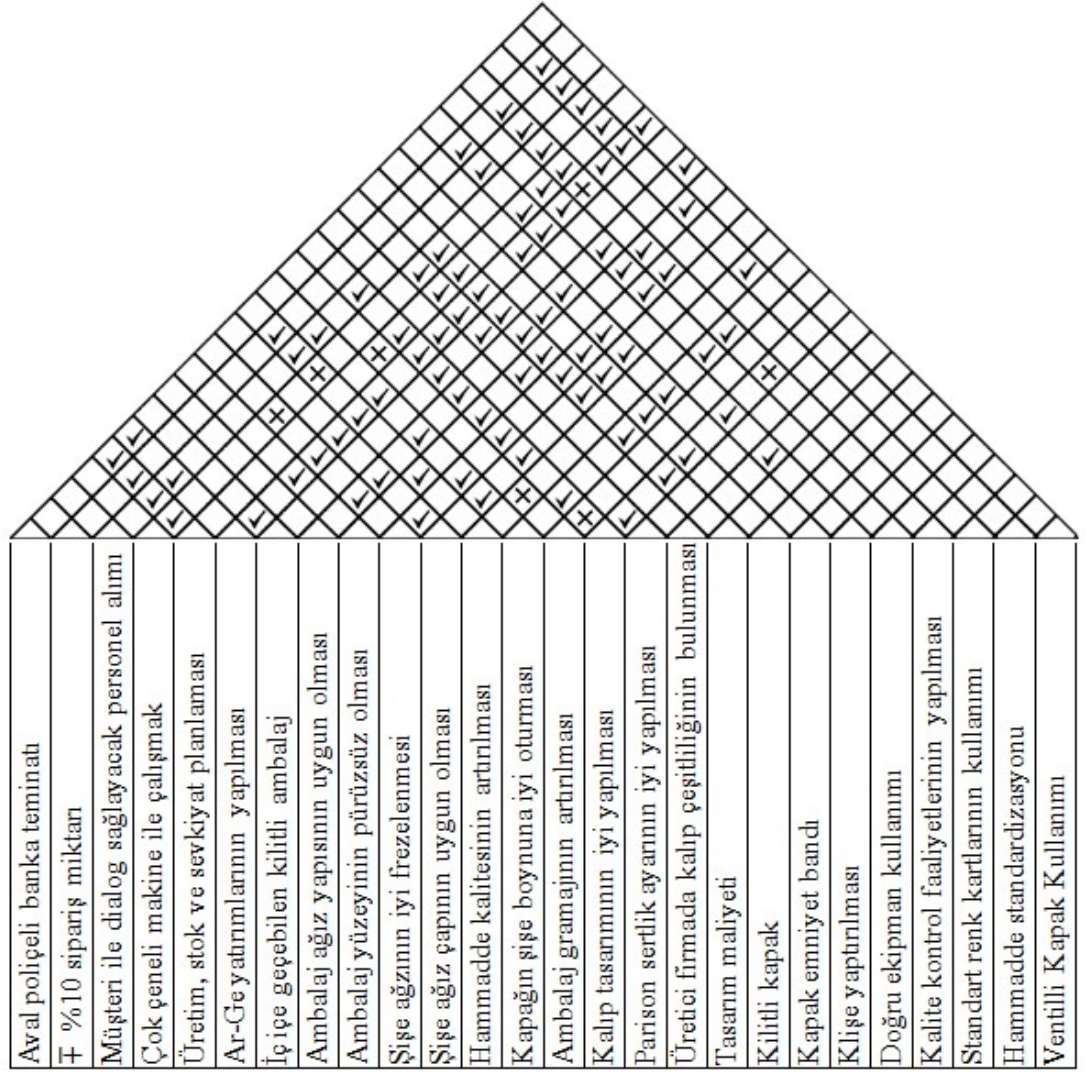 Aval poliçeli banka teminatı
∓ %10 sipariş miktarı
Müşteri ile dialog sağlayacak personel alımı
Çok çeneli makine ile çalışmak
Üretim, stok ve sevkiyat planlaması
Ar-Ge yatırımlarının yapılması
İç içe geçebilen kilitli ambalaj
Ambalaj ağız yapısının uygun olması
Ambalaj yüzeyinin pürüzsüz olması
Şişe ağzının iyi frezelenmesi
Şişe ağız çapının uygun olması
Hammadde kalitesinin artırılması
Kapağın şişe boynuna iyi oturması
Ambalaj gramajının artırılması
Kalıp tasarımının iyi yapılması
Parison sertlik ayarının iyi yapılması
Üretici firmada kalıp çeşitliliğinin bulunması
Tasarım maliyeti
Kilitli kapak
Kapak emniyet bandı
Klişe yaptırılması
Doğru ekipman kullanımı
Kalite kontrol faaliyetlerinin yapılması
Standart renk kartlarının kullanımı
Hammadde standardizasyonu
Ventilli Kapak Kullanımı